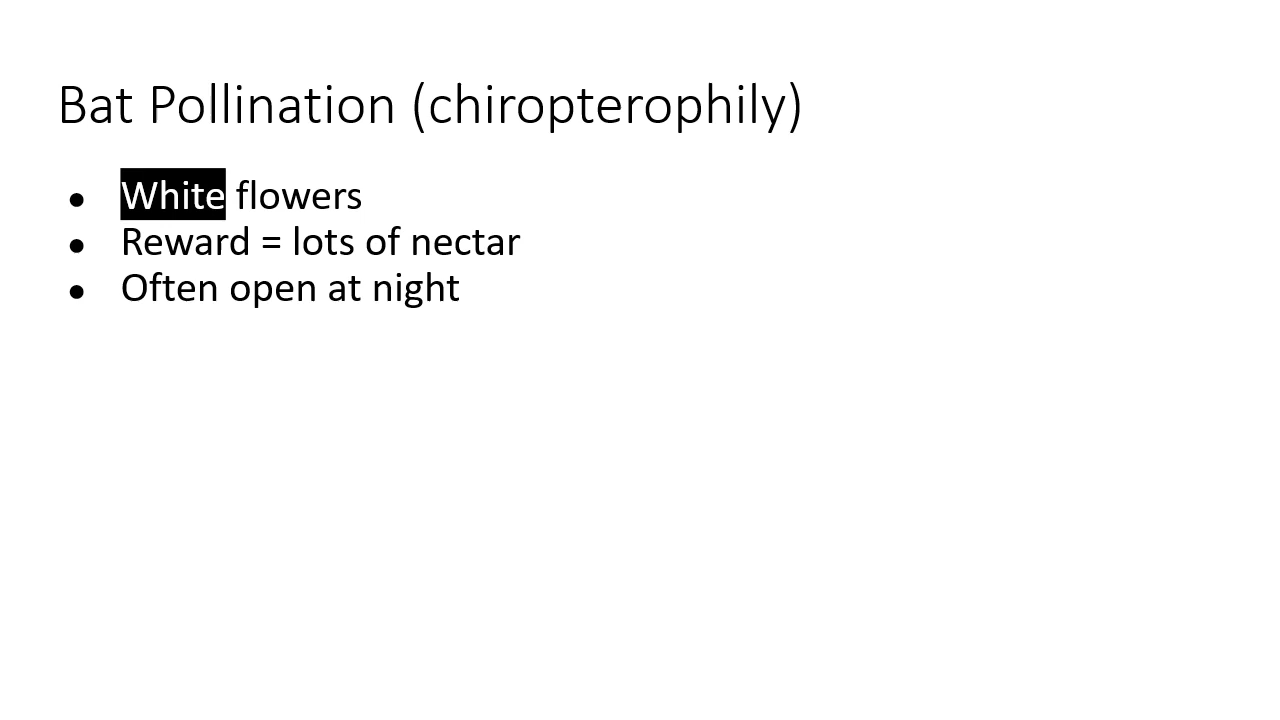 Bat Pollination (chiropterophily)
● White flowers
● Reward = lots of nectar
● Often open at night